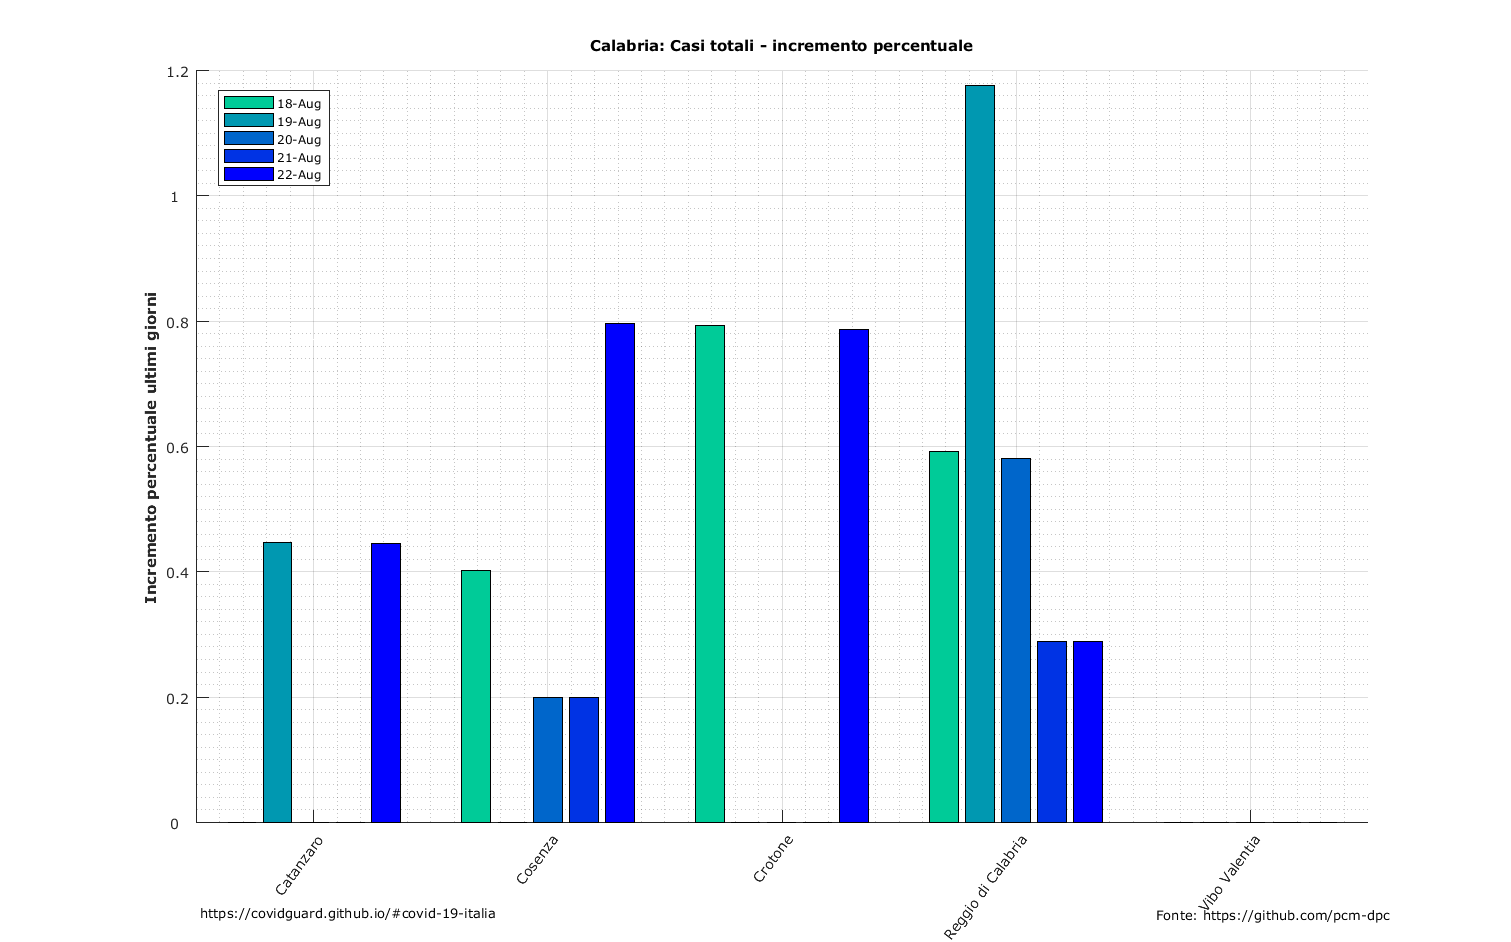 Calabria: Casi totali - incremento percentuale
1.2
1
0.8
0.6
0.4
0.2
0
Incremento percentuale ultimi giorni
18-Aug
19-Aug
20-Aug
21-Aug
22-Aug
Catanzaro
Cosenza
Crotone
Reggio di Calabria
Vibo Valentia
https://covidguard.github.io/#covid-19-italia
Fonte: https://github.com/pcm-dpc